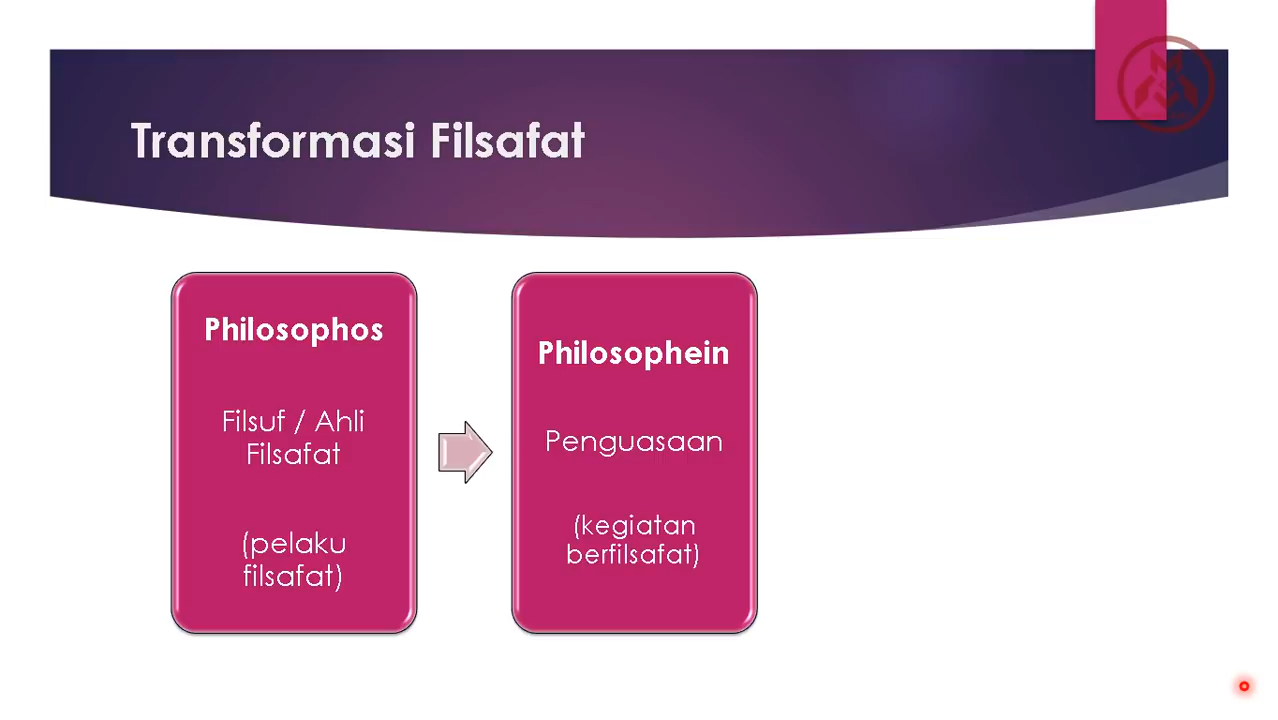 Transformasi Filsafat
Philosophos
Filsuf / Ahli
Filsafat
(pelaku
filsafat)
Philosophein
Penguasaan
(kegiatan
berfilsafat)